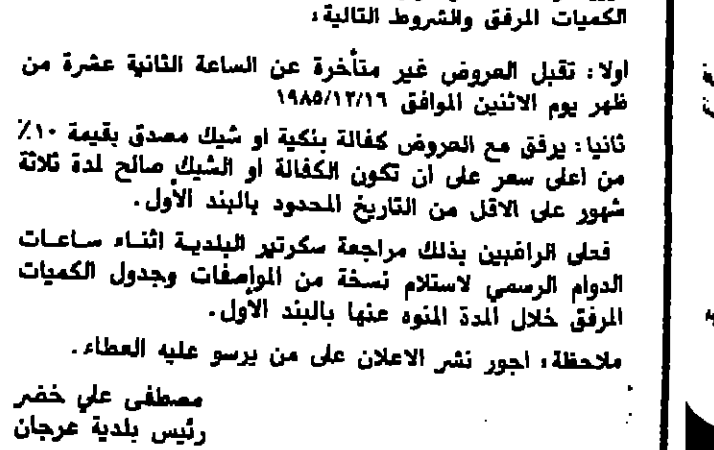 الكميات المرفق والشروط التالية:
اولا: تقبل العروض غير متأخرة عن الساعة الثانية عشرة من
ظهر يوم الاثنين الموافق ١٩٨٥/١٢/١٦
ثانيا: يرفق مع العروض كفالة بنكية او شيك مصدق بقيمة ١٠٪
من اعلى سعر على ان تكون الكفالة او الشيك صالح لمدة ثلاثة
شهور على الاقل من التاريخ المحدود بالبند الأول.
فعلى الراغبين بذلك مراجعة سكرتير البلدية اثناء ساعات
الدوام الرسمي لاستلام نسخة من المواصفات وجدول الكميات
المرفق خلال المدة المنوه عنها بالبند الأول.
ملاحظة: اجور نشر الاعلان على من يرسو عليه العطاء.
مصطفى علي خضر
رئيس بلدية عرجان